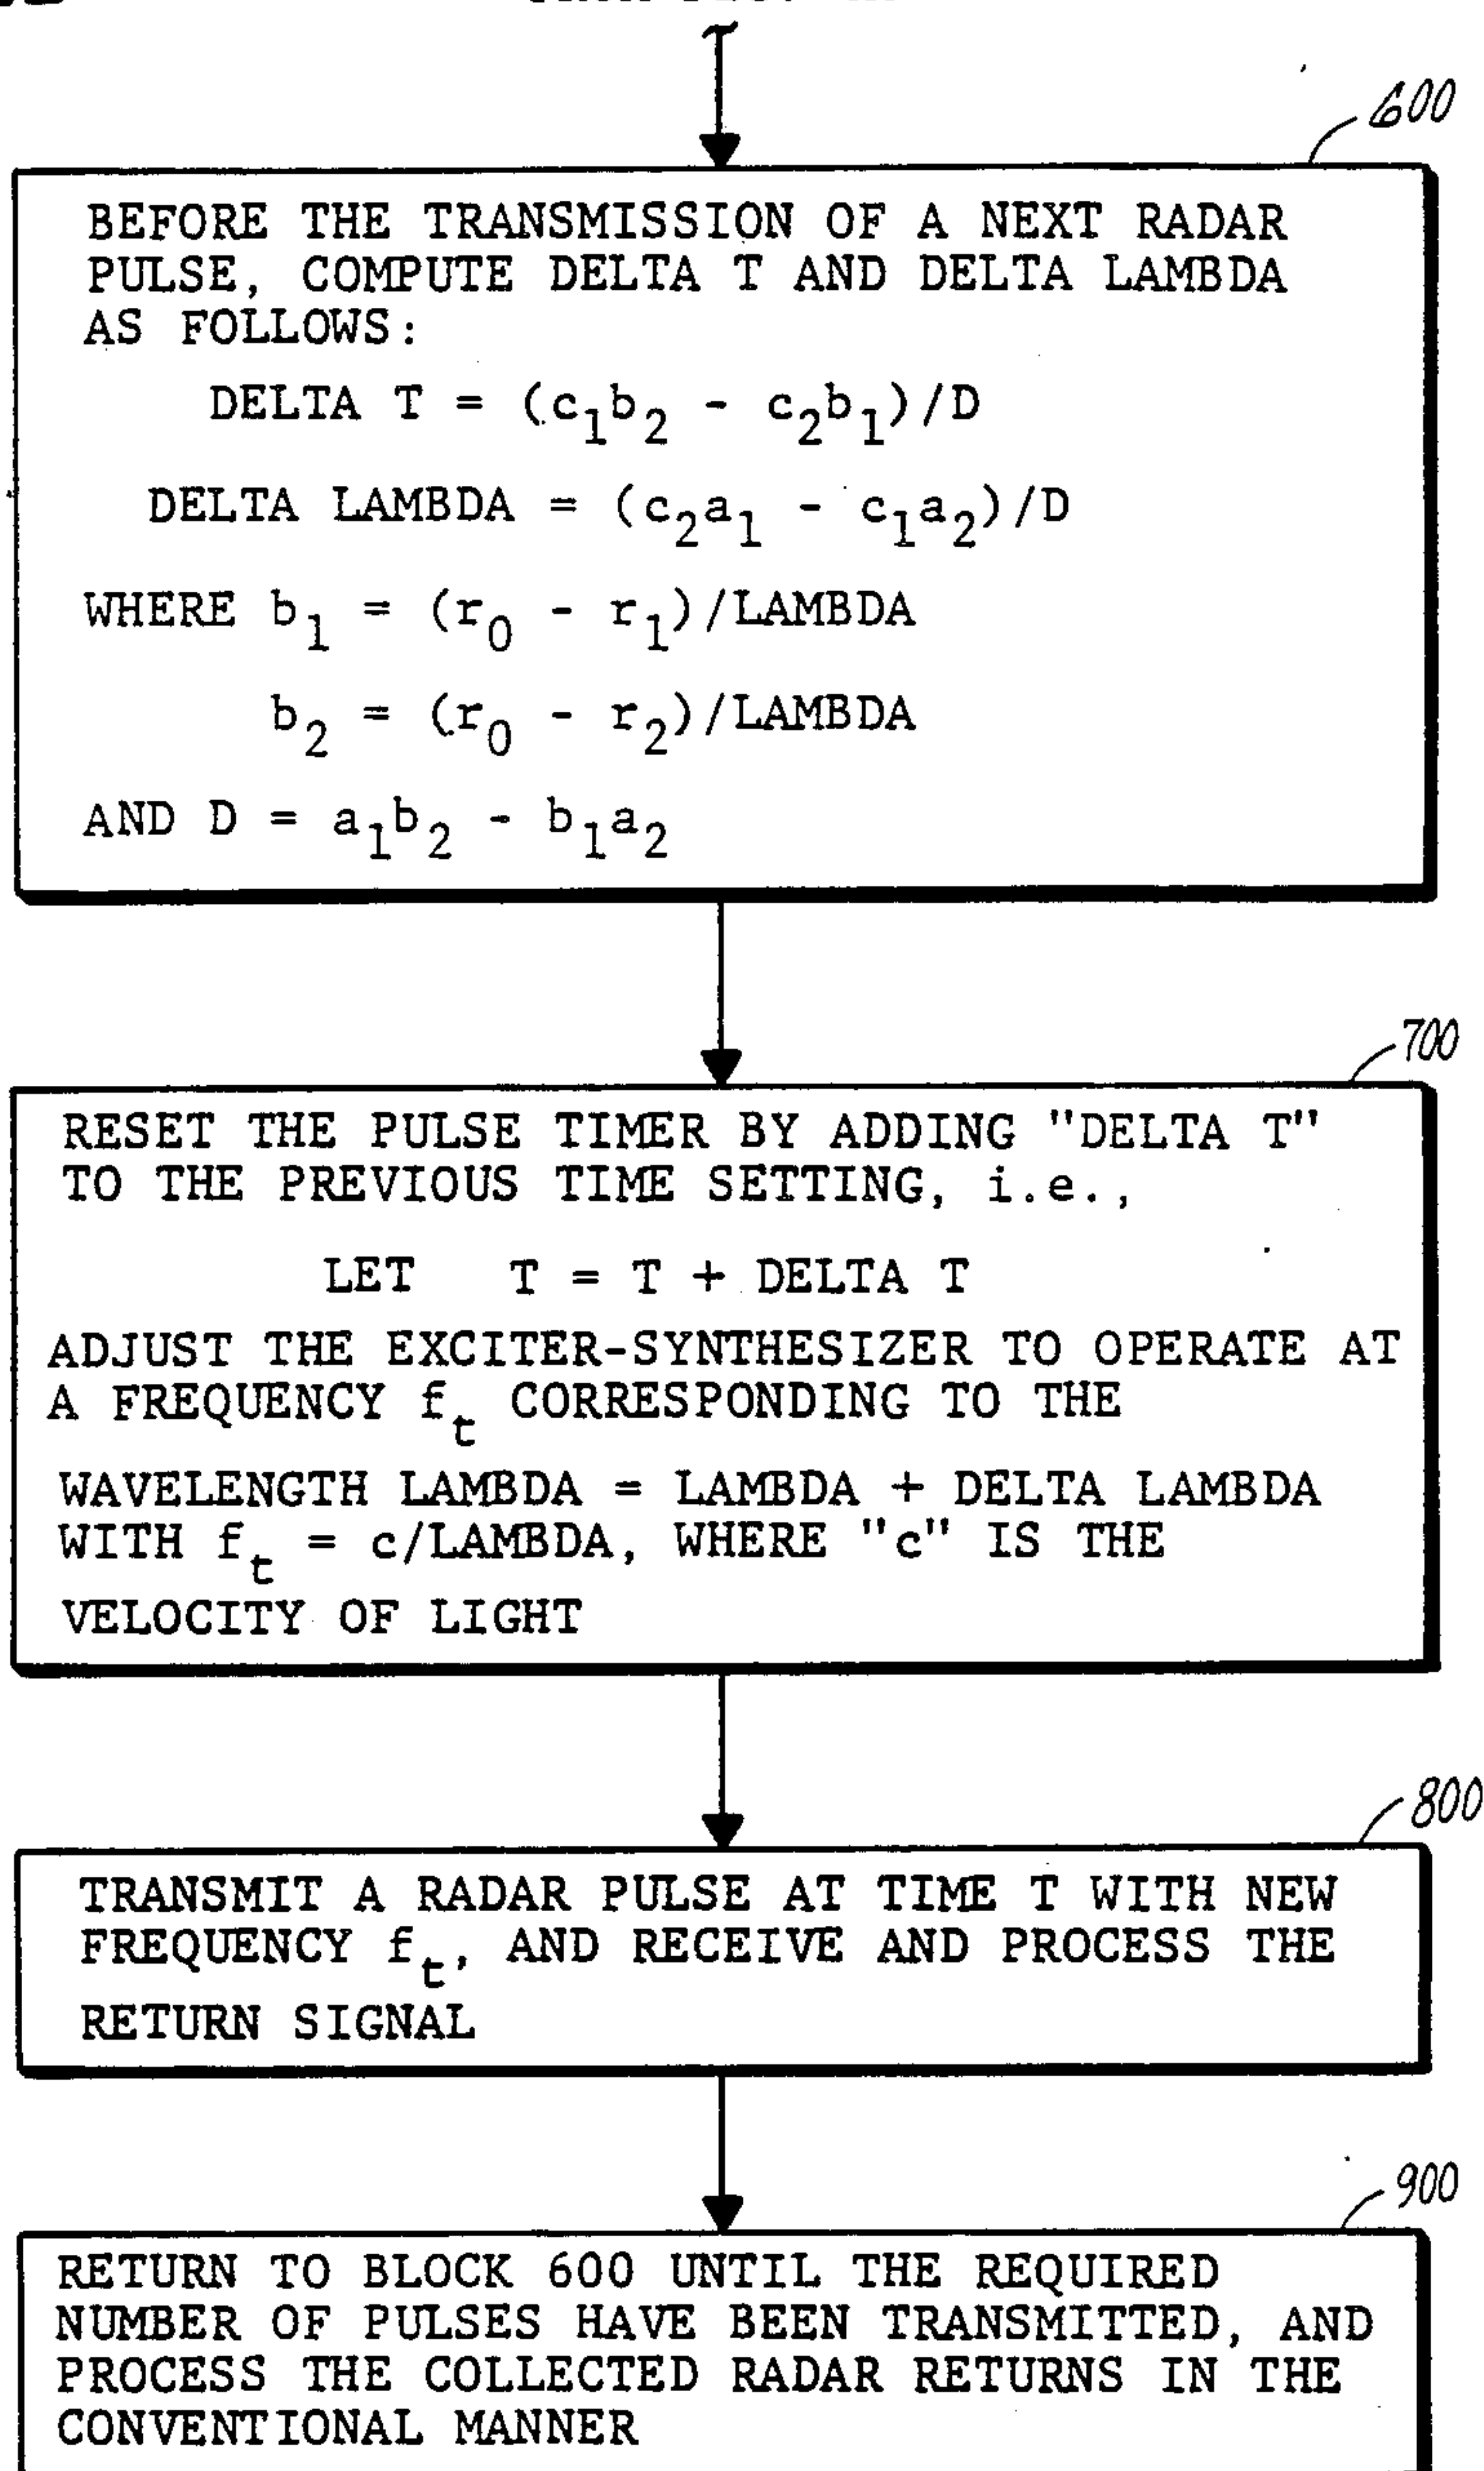 600
BEFORE THE TRANSMISSION OF A NEXT RADAR
PULSE, COMPUTE DELTA T AND DELTA LAMBDA
AS FOLLOWS:
DELTA T = (c₁b₂ - c₂b₁)/D
DELTA LAMBDA = (c₂a₁ - c₁a₂)/D
WHERE b₁ = (r₀ - r₁)/LAMBDA
b₂ = (r₀ - r₂)/LAMBDA
AND D = a₁b₂ - b₁a₂
700
RESET THE PULSE TIMER BY ADDING "DELTA T"
TO THE PREVIOUS TIME SETTING, i.e.,
LET T = T + DELTA T
ADJUST THE EXCITER-SYNTHESIZER TO OPERATE AT
A FREQUENCY fₜ CORRESPONDING TO THE
WAVELENGTH LAMBDA = LAMBDA + DELTA LAMBDA
WITH fₜ = c/LAMBDA, WHERE "c" IS THE
VELOCITY OF LIGHT
800
TRANSMIT A RADAR PULSE AT TIME T WITH NEW
FREQUENCY fₜ, AND RECEIVE AND PROCESS THE
RETURN SIGNAL
900
RETURN TO BLOCK 600 UNTIL THE REQUIRED
NUMBER OF PULSES HAVE BEEN TRANSMITTED, AND
PROCESS THE COLLECTED RADAR RETURNS IN THE
CONVENTIONAL MANNER